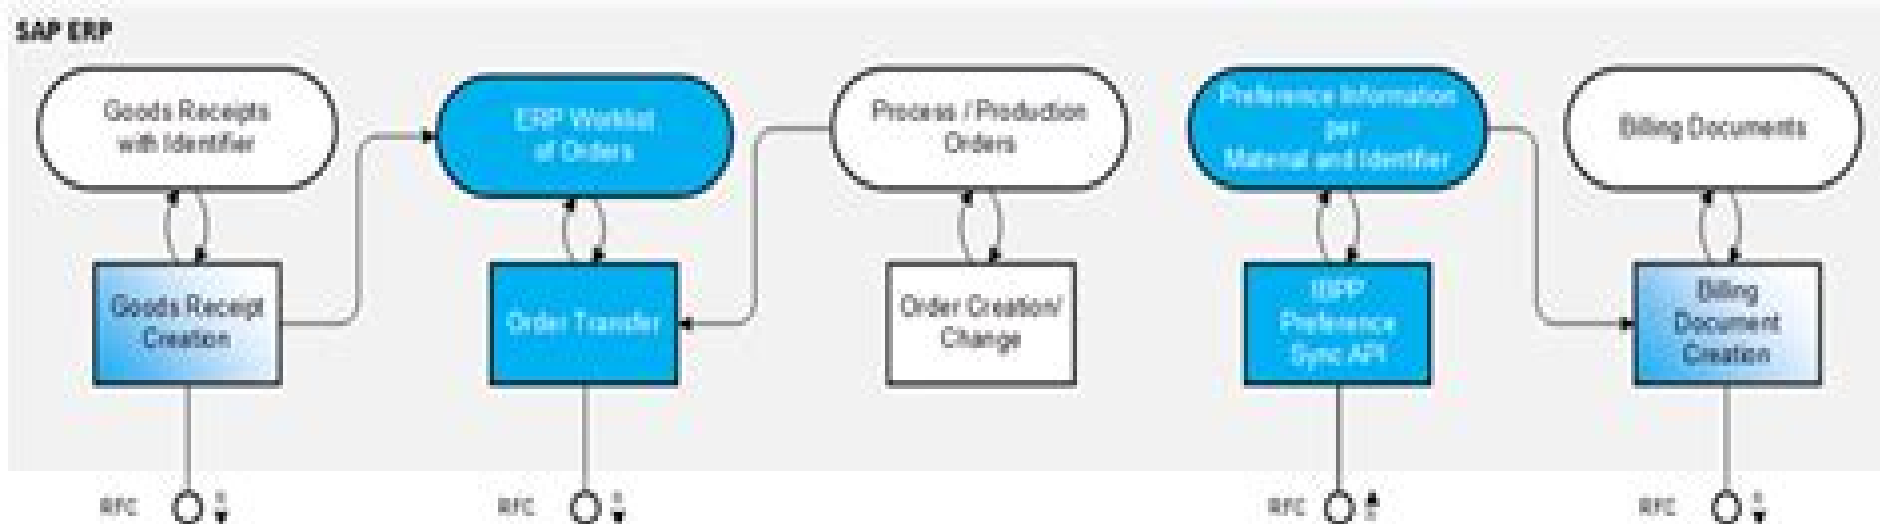 SAP ERP
Goods Receipts
with Identifier
ERP Worklist
of Orders
Process / Production
Orders
Preference Information
per
Material and Identifier
Billing Documents
Goods Receipt
Creation
Order Transfer
Order Creation/
Change
Preference
Sync API
Billing
Document
Creation
RFC
RFC
RFC
RFC